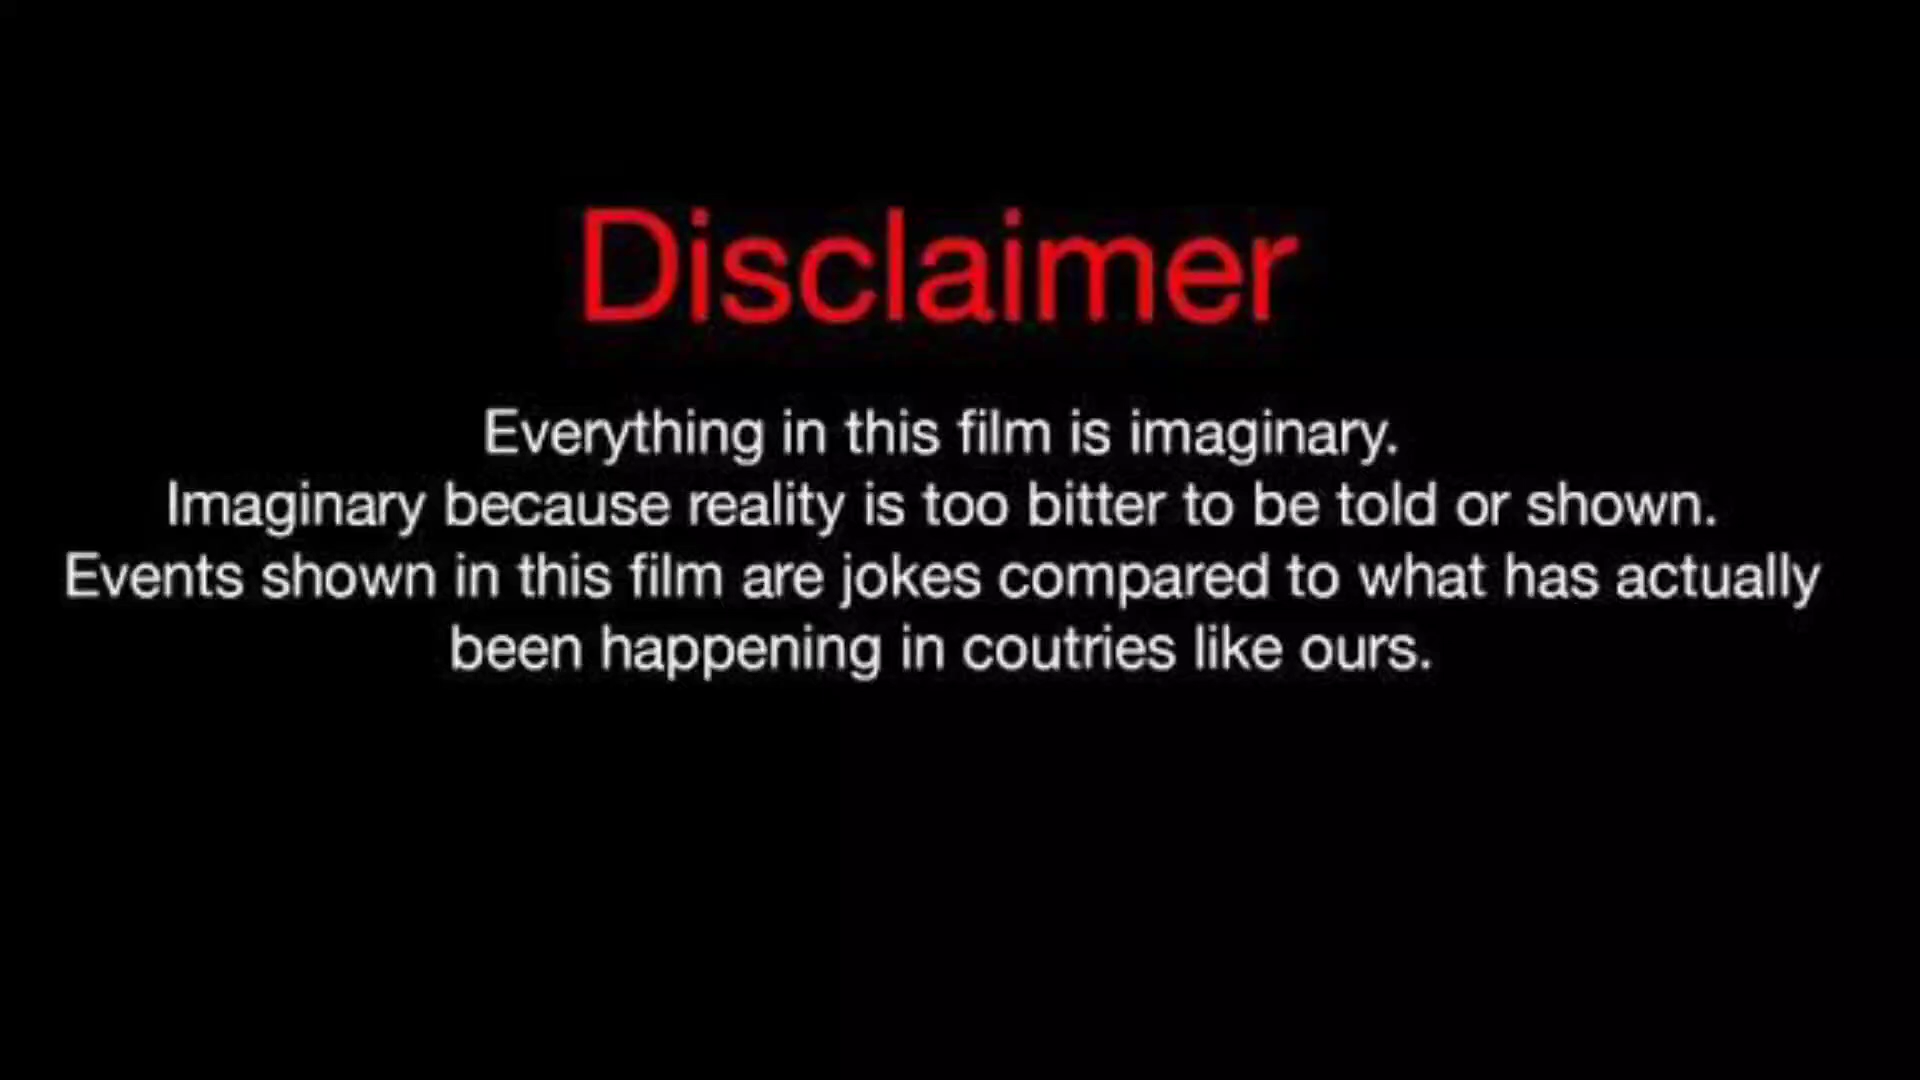 Disclaimer
Everything in this film is imaginary.
Imaginary because reality is too bitter to be told or shown.
Events shown in this film are jokes compared to what has actually
been happening in coutries like ours.